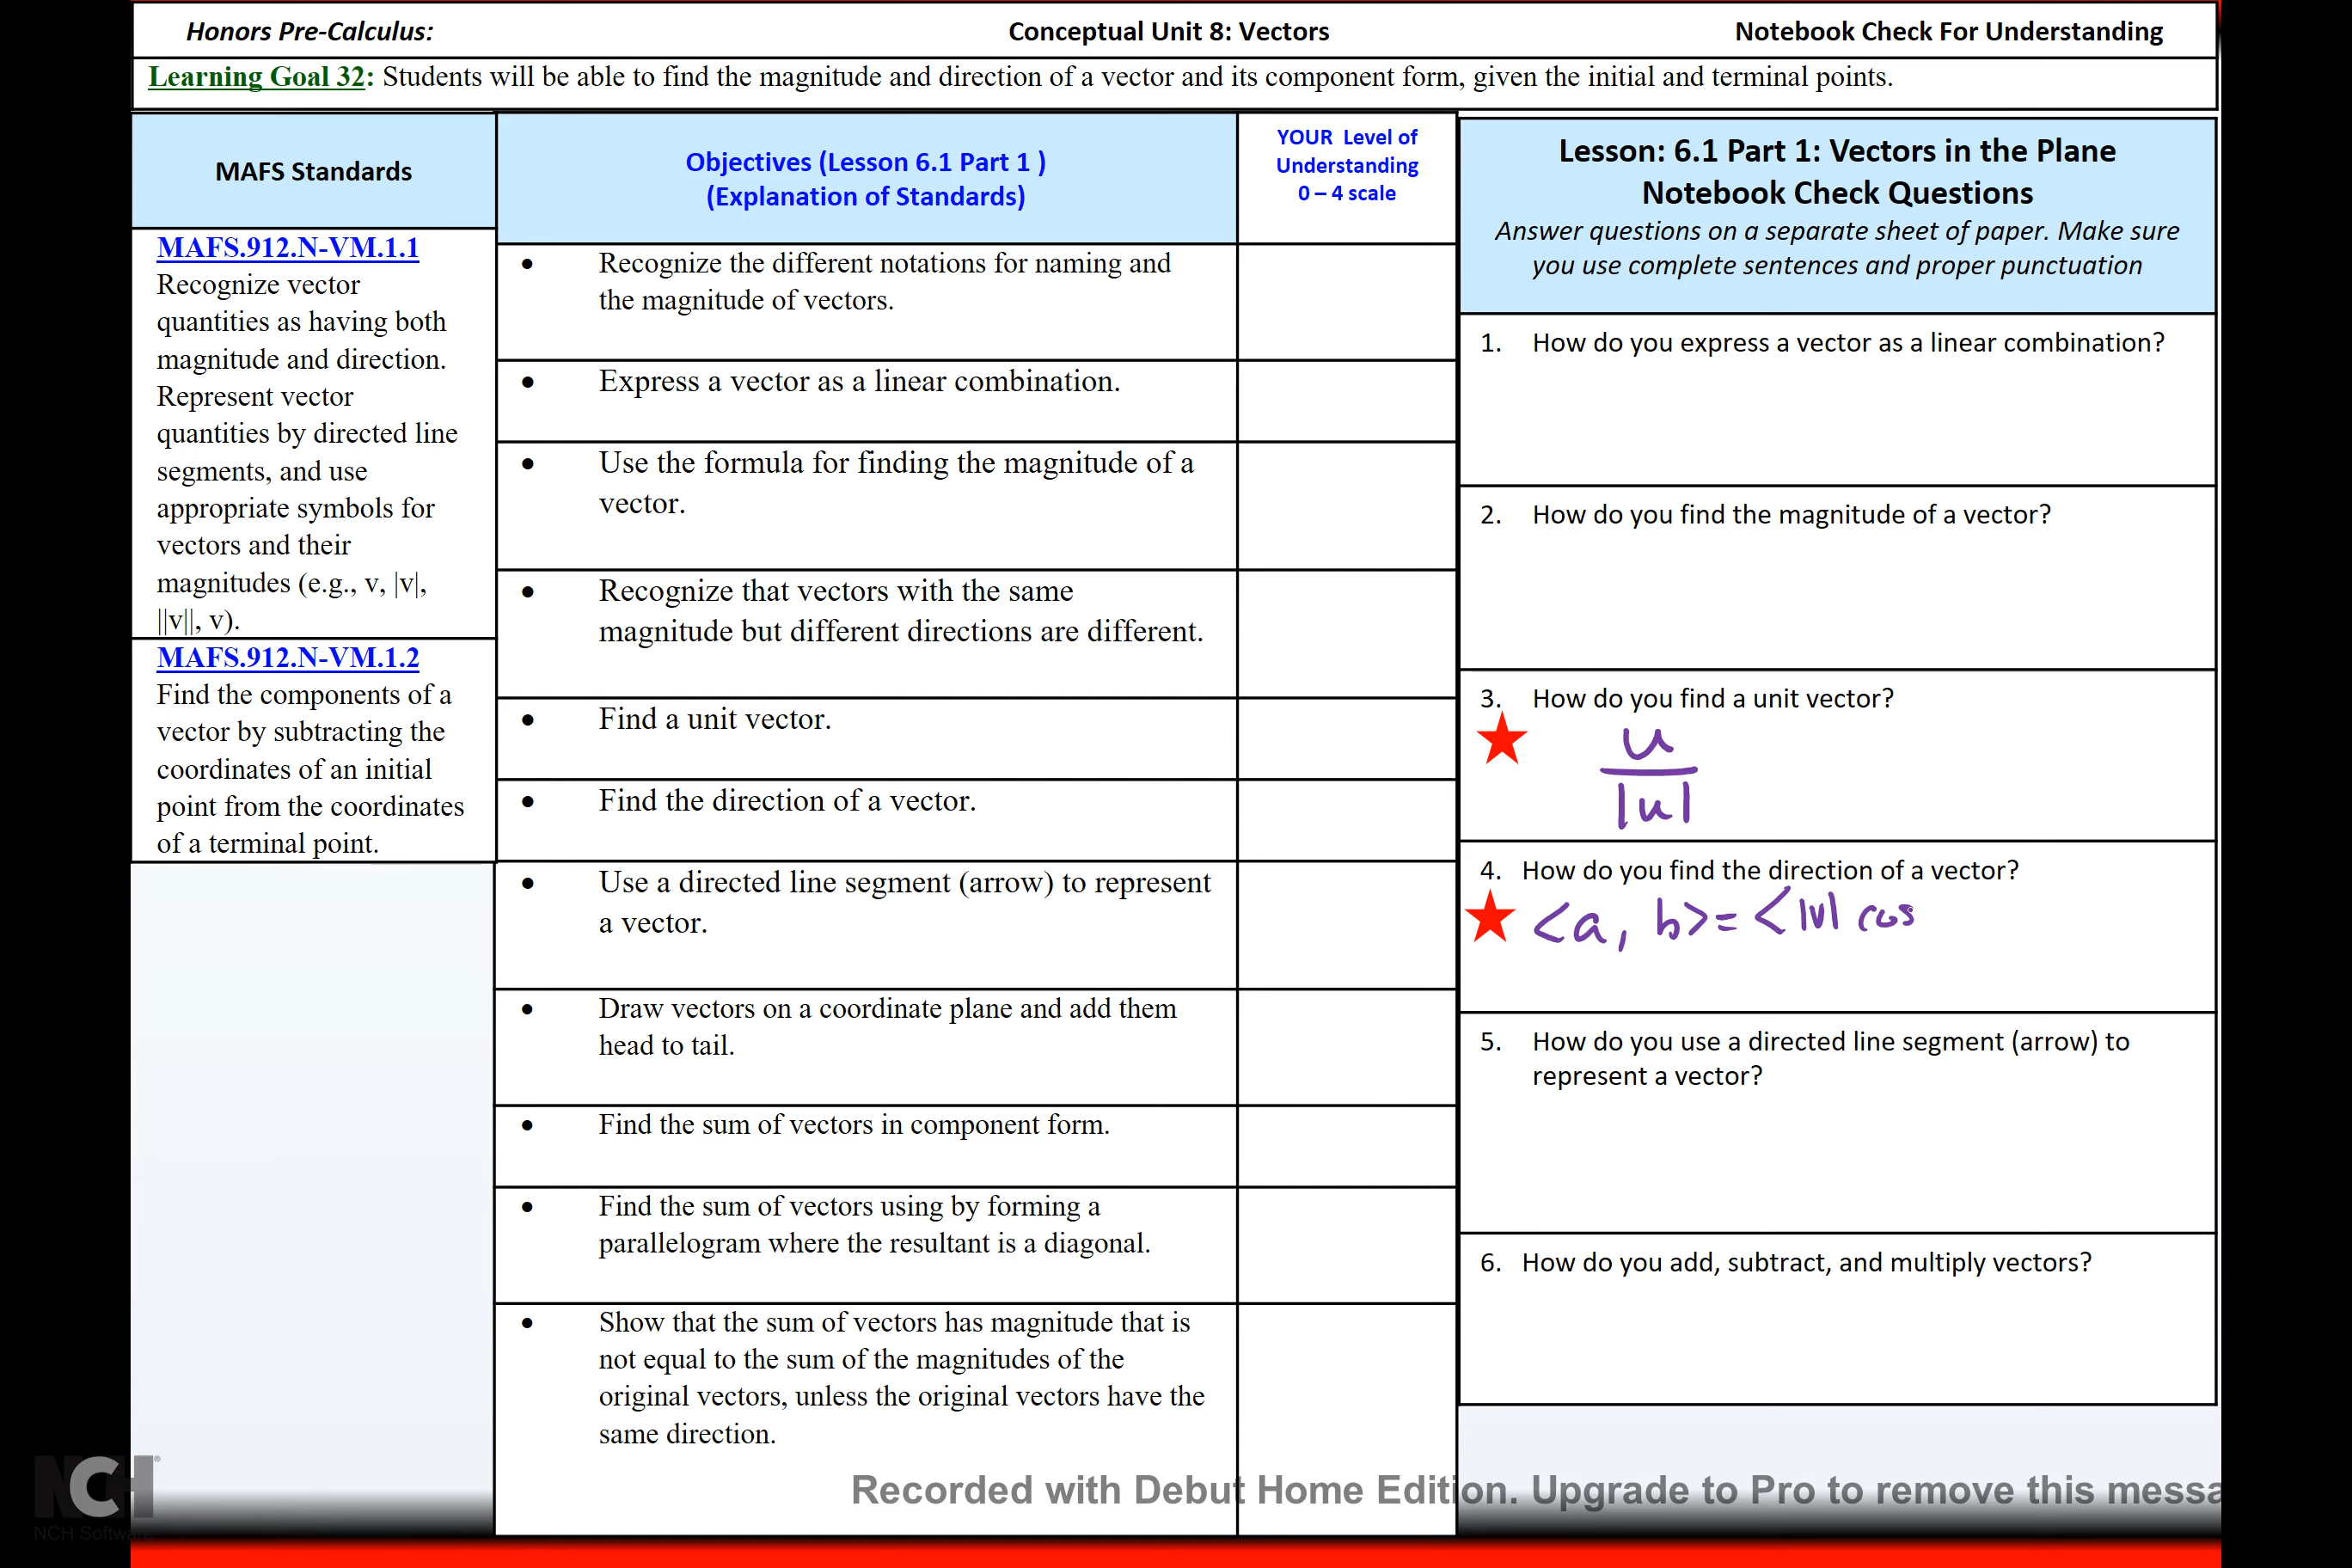 Honors Pre-Calculus: Conceptual Unit 8: Vectors Notebook Check For Understanding
Learning Goal 32: Students will be able to find the magnitude and direction of a vector and its component form, given the initial and terminal points.
MAFS Standards
MAFS.912.N-VM.1.1
Recognize vector
quantities as having both
magnitude and direction.
Represent vector
quantities by directed line
segments, and use
appropriate symbols for
vectors and their
magnitudes (e.g., v, |v|,
||v||, v).
MAFS.912.N-VM.1.2
Find the components of a
vector by subtracting the
coordinates of an initial
point from the coordinates
of a terminal point.
Objectives (Lesson 6.1 Part 1 )
(Explanation of Standards)
YOUR Level of
Understanding
0 – 4 scale
• Recognize the different notations for naming and
the magnitude of vectors.
• Express a vector as a linear combination.
• Use the formula for finding the magnitude of a
vector.
• Recognize that vectors with the same
magnitude but different directions are different.
• Find a unit vector.
• Find the direction of a vector.
• Use a directed line segment (arrow) to represent
a vector.
• Draw vectors on a coordinate plane and add them
head to tail.
• Find the sum of vectors in component form.
• Find the sum of vectors using by forming a
parallelogram where the resultant is a diagonal.
• Show that the sum of vectors has magnitude that is
not equal to the sum of the magnitudes of the
original vectors, unless the original vectors have the
same direction.
Lesson: 6.1 Part 1: Vectors in the Plane
Notebook Check Questions
Answer questions on a separate sheet of paper. Make sure
you use complete sentences and proper punctuation
1. How do you express a vector as a linear combination?
2. How do you find the magnitude of a vector?
3. How do you find a unit vector?
u
|u|
4. How do you find the direction of a vector?
<a, b> = <|v| cos
5. How do you use a directed line segment (arrow) to
represent a vector?
6. How do you add, subtract, and multiply vectors?
NCH®
NCH Software
Recorded with Debut Home Edition. Upgrade to Pro to remove this messa